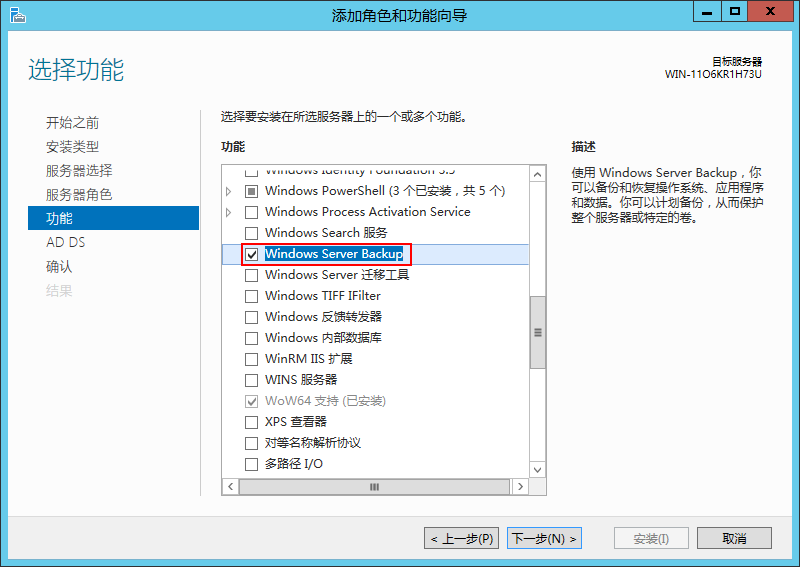 添加角色和功能向导
选择功能
目标服务器
WIN-11O6KR1H73U
开始之前
安装类型
服务器选择
服务器角色
功能
AD DS
确认
结果
选择要安装在所选服务器上的一个或多个功能。
功能
Windows Identity Foundation 3.5
Windows PowerShell (3 个已安装，共 5 个)
Windows Process Activation Service
Windows Search 服务
Windows Server Backup
Windows Server 迁移工具
Windows TIFF IFilter
Windows 反馈转发器
Windows 内部数据库
WinRM IIS 扩展
WINS 服务器
WoW64 支持 (已安装)
XPS 查看器
对等名称解析协议
多路径 I/O
描述
使用 Windows Server Backup，你
可以备份和恢复操作系统、应用程序
和数据。你可以计划备份，从而保护
整个服务器或特定的卷。
< 上一步(P)
下一步(N) >
安装(I)
取消